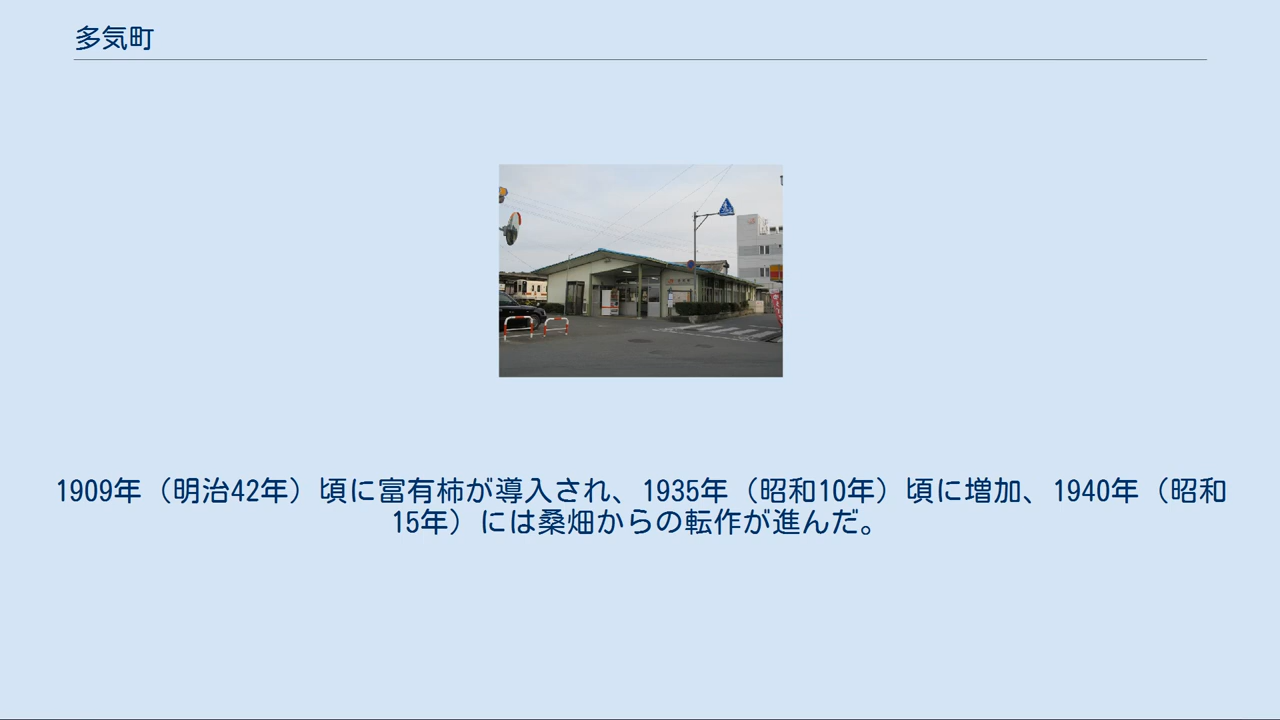 多気町
1909年（明治42年）頃に富有柿が導入され、1935年（昭和10年）頃に増加、1940年（昭和
15年）には桑畑からの転作が進んだ。